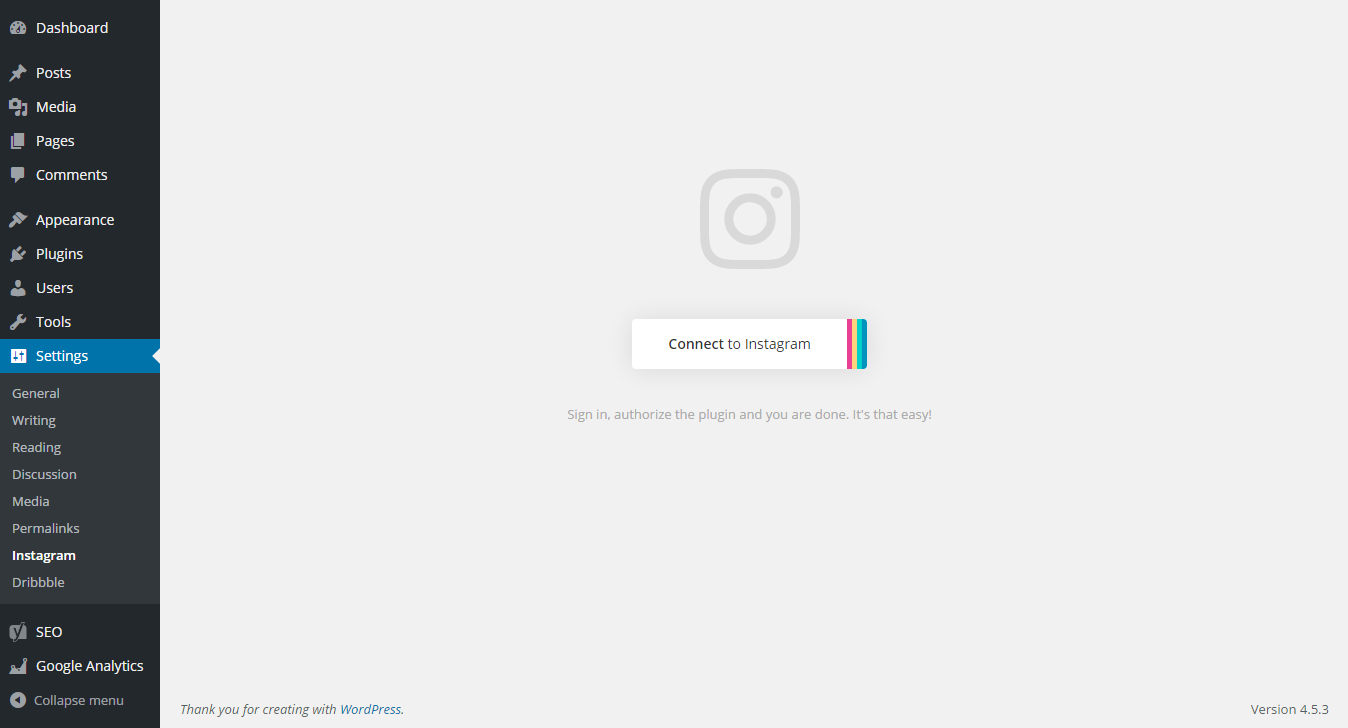 Dashboard
Posts
Media
Pages
Comments
Appearance
Plugins
Users
Tools
Settings
General
Writing
Reading
Discussion
Media
Permalinks
Instagram
Dribbble
SEO
Google Analytics
Collapse menu
Connect to Instagram
Sign in, authorize the plugin and you are done. It's that easy!
Thank you for creating with WordPress.
Version 4.5.3